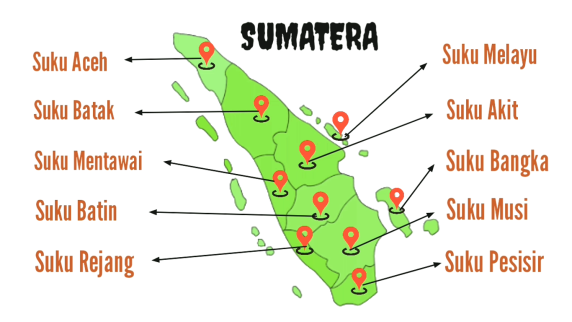 SUMATERA
Suku Aceh
Suku Batak
Suku Mentawai
Suku Batin
Suku Rejang
Suku Melayu
Suku Akit
Suku Bangka
Suku Musi
Suku Pesisir